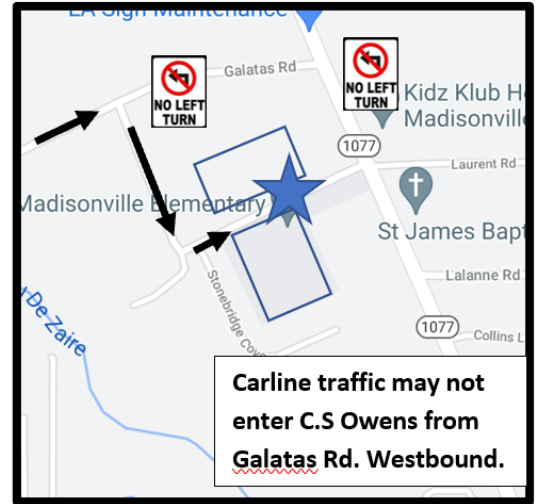 LA Sign Maintenance
NO LEFT
TURN
Galatas Rd
NO LEFT
TURN
Kidz Klub H
Madisonville
1077
Laurent Rd
Madisonville Elementary
St James Bapt
Lalanne Rd
Stonebridge Cov
De Zaire
1077
Collins L
Carline traffic may not
enter C.S Owens from
Galatas Rd. Westbound.